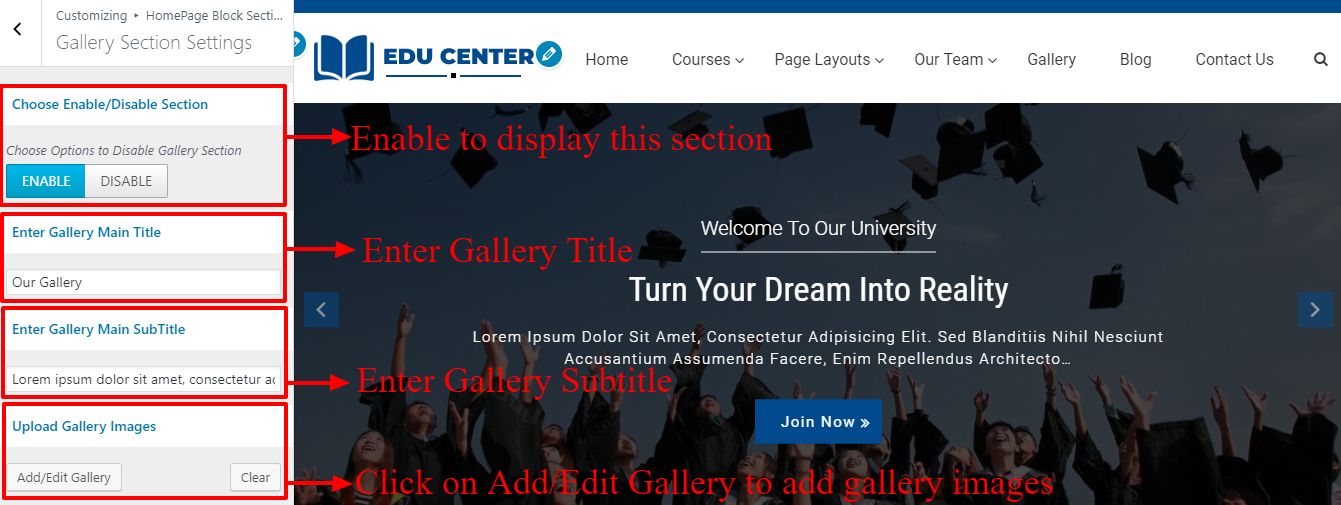 Customizing ▸ HomePage Block Secti...
Gallery Section Settings
Choose Enable/Disable Section
Choose Options to Disable Gallery Section
ENABLE DISABLE
Enter Gallery Main Title
Our Gallery
Enter Gallery Main SubTitle
Lorem ipsum dolor sit amet, consectetur ac
Upload Gallery Images
Add/Edit Gallery Clear
EDU CENTER
Home Courses Page Layouts Our Team Gallery Blog Contact Us
Enable to display this section
Welcome To Our University
Enter Gallery Title
Turn Your Dream Into Reality
Lorem Ipsum Dolor Sit Amet, Consectetur Adipisicing Elit. Sed Blanditiis Nihil Nesciunt
Accusantium Assumenda Facere, Enim Repellendus Architecto...
Enter Gallery Subtitle
Join Now »
Click on Add/Edit Gallery to add gallery images